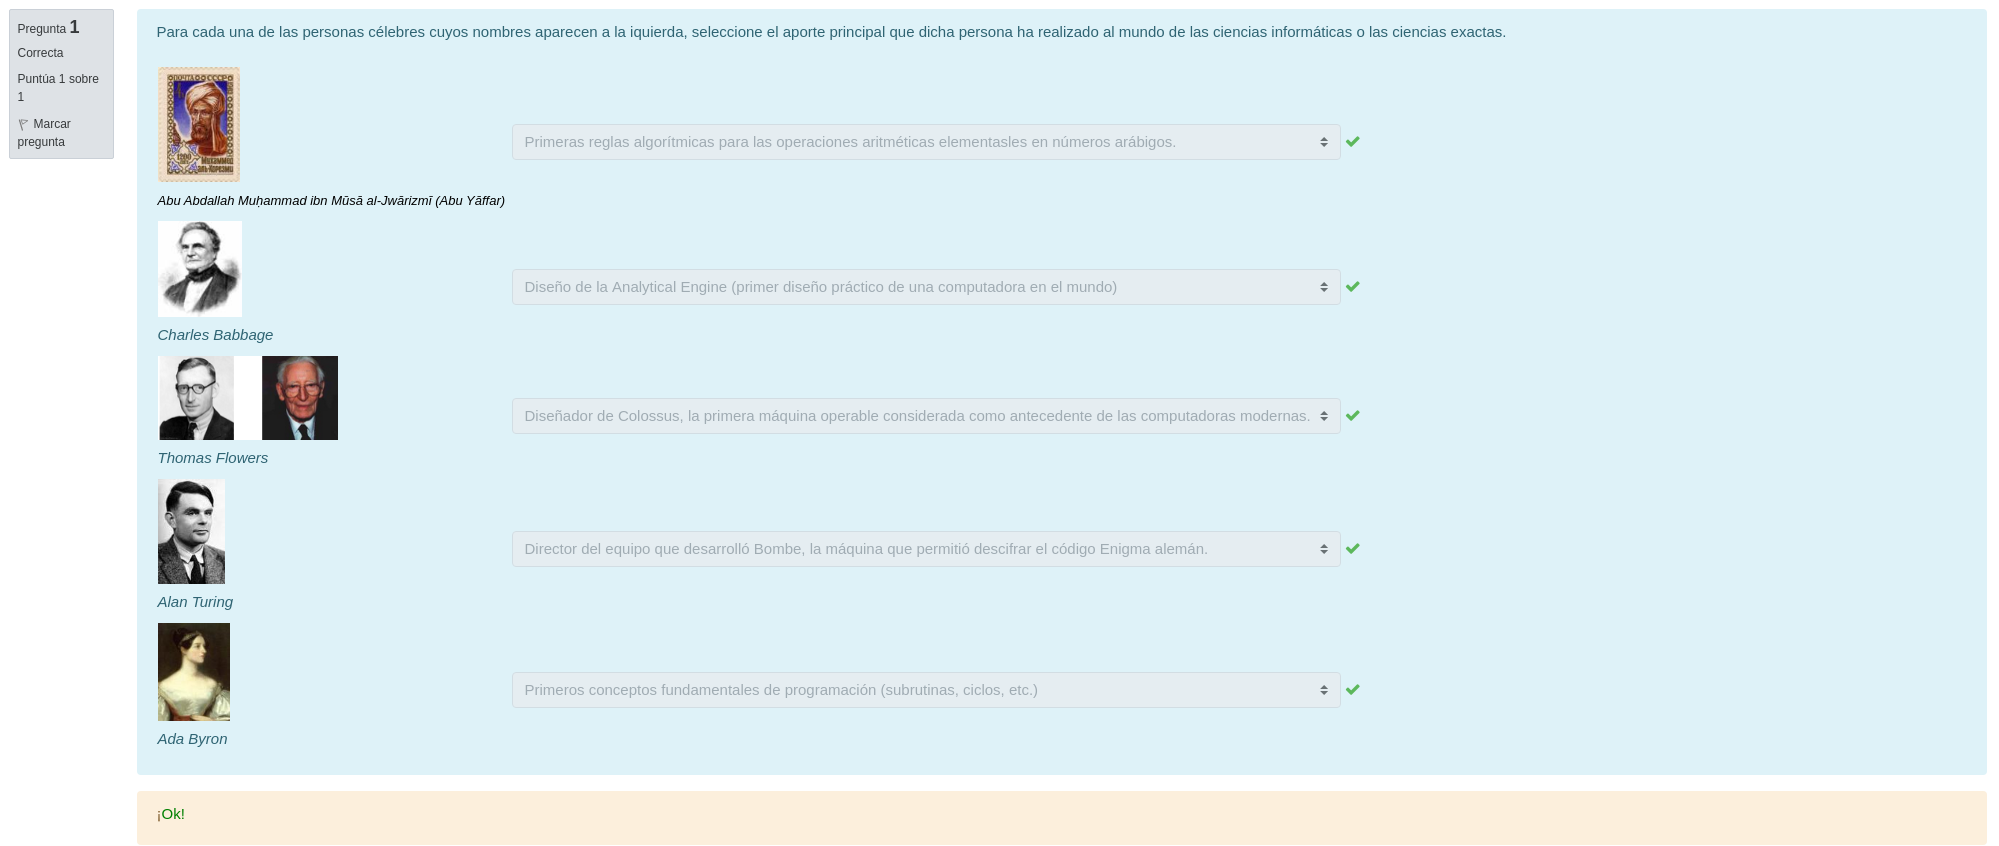 Pregunta 1
Correcta
Puntúa 1 sobre
1
Marcar
pregunta
Para cada una de las personas célebres cuyos nombres aparecen a la iquierda, seleccione el aporte principal que dicha persona ha realizado al mundo de las ciencias informáticas o las ciencias exactas.
ПОЧТА СССР
1200
Мухаммед
аль-Хорезми
Primeras reglas algorítmicas para las operaciones aritméticas elementasles en números arábigos.
Abu Abdallah Muḥammad ibn Mūsā al-Jwārizmī (Abu Yāffar)
Diseño de la Analytical Engine (primer diseño práctico de una computadora en el mundo)
Charles Babbage
Diseñador de Colossus, la primera máquina operable considerada como antecedente de las computadoras modernas.
Thomas Flowers
Director del equipo que desarrolló Bombe, la máquina que permitió descifrar el código Enigma alemán.
Alan Turing
Primeros conceptos fundamentales de programación (subrutinas, ciclos, etc.)
Ada Byron
¡Ok!